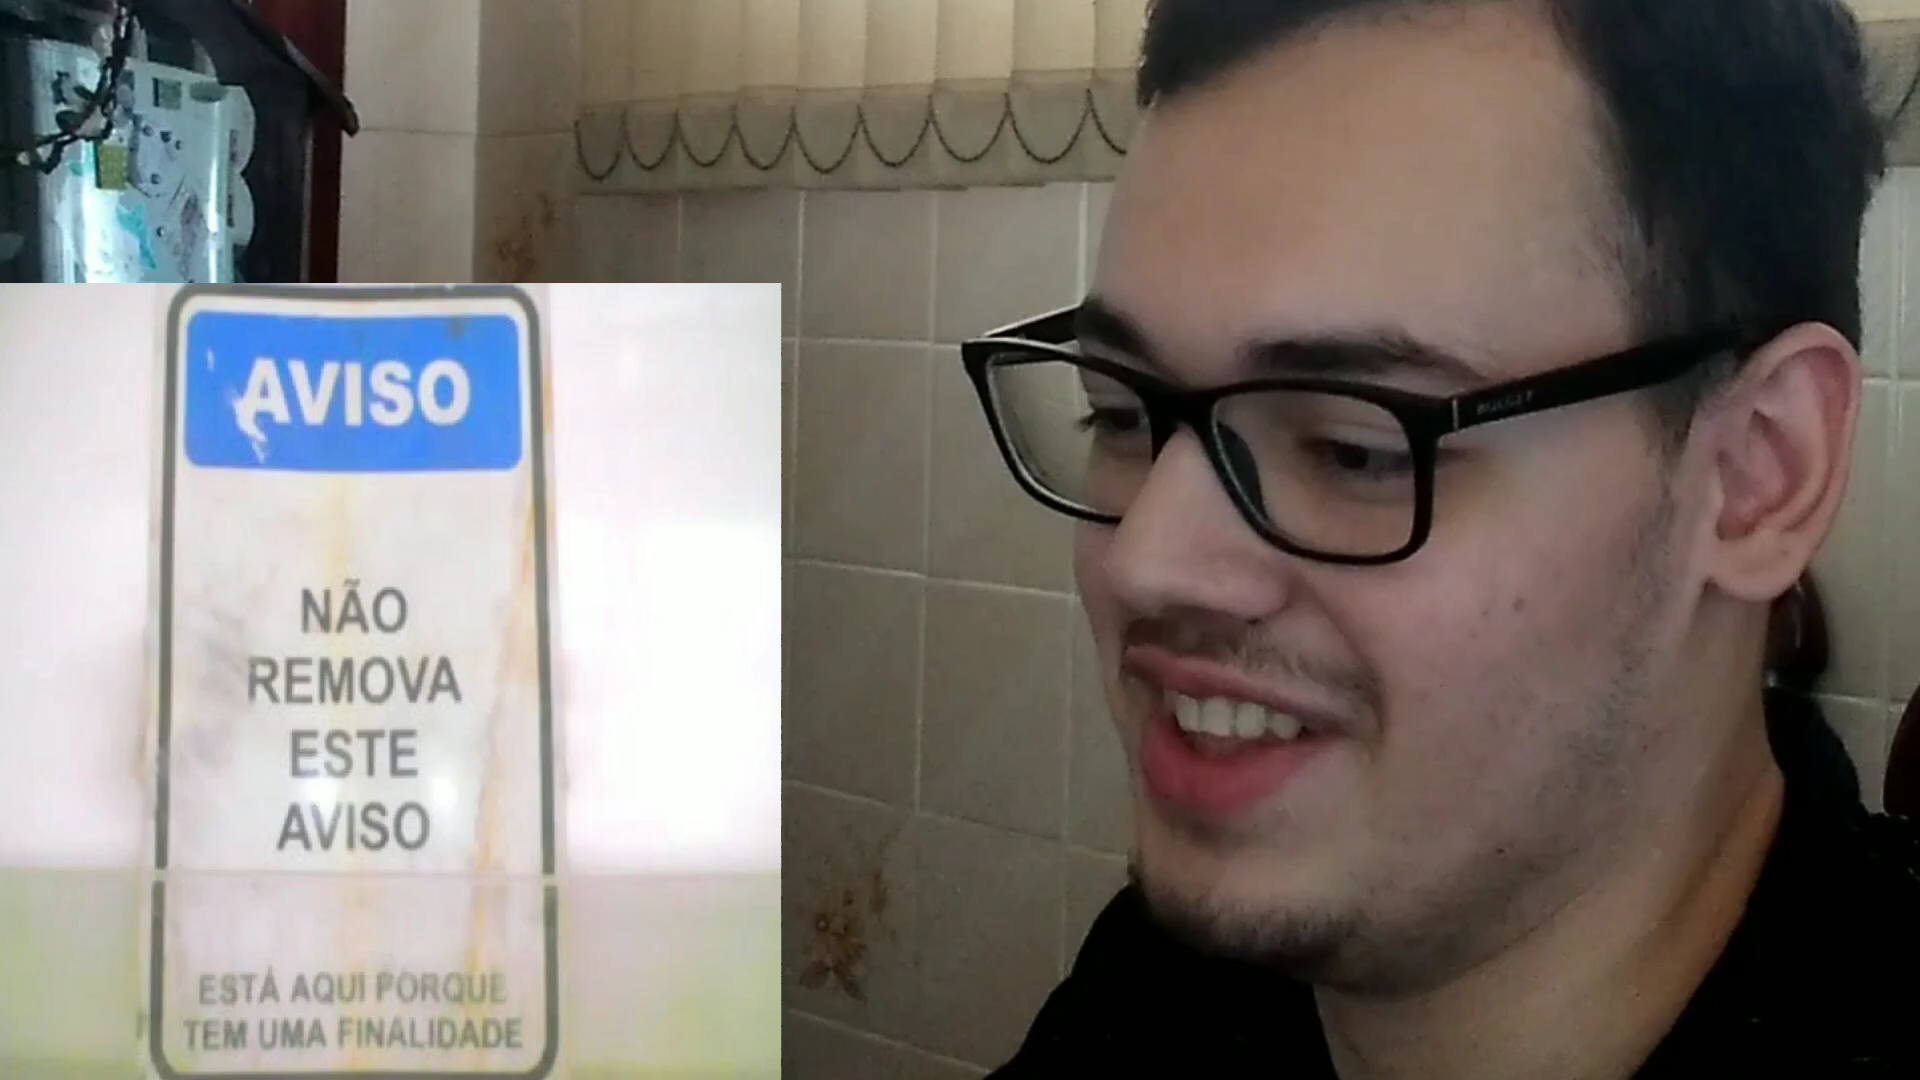 AVISO
NÃO
REMOVA
ESTE
AVISO
ESTÁ AQUI PORQUE
TEM UMA FINALIDADE